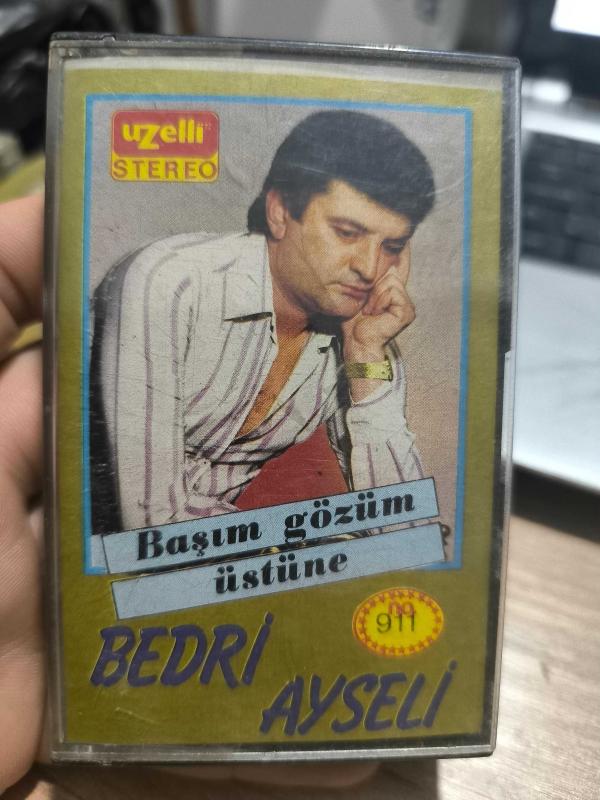 uzelli
STEREO
Başım gözüm
üstüne
no
911
BEDRİ
AYSELİ